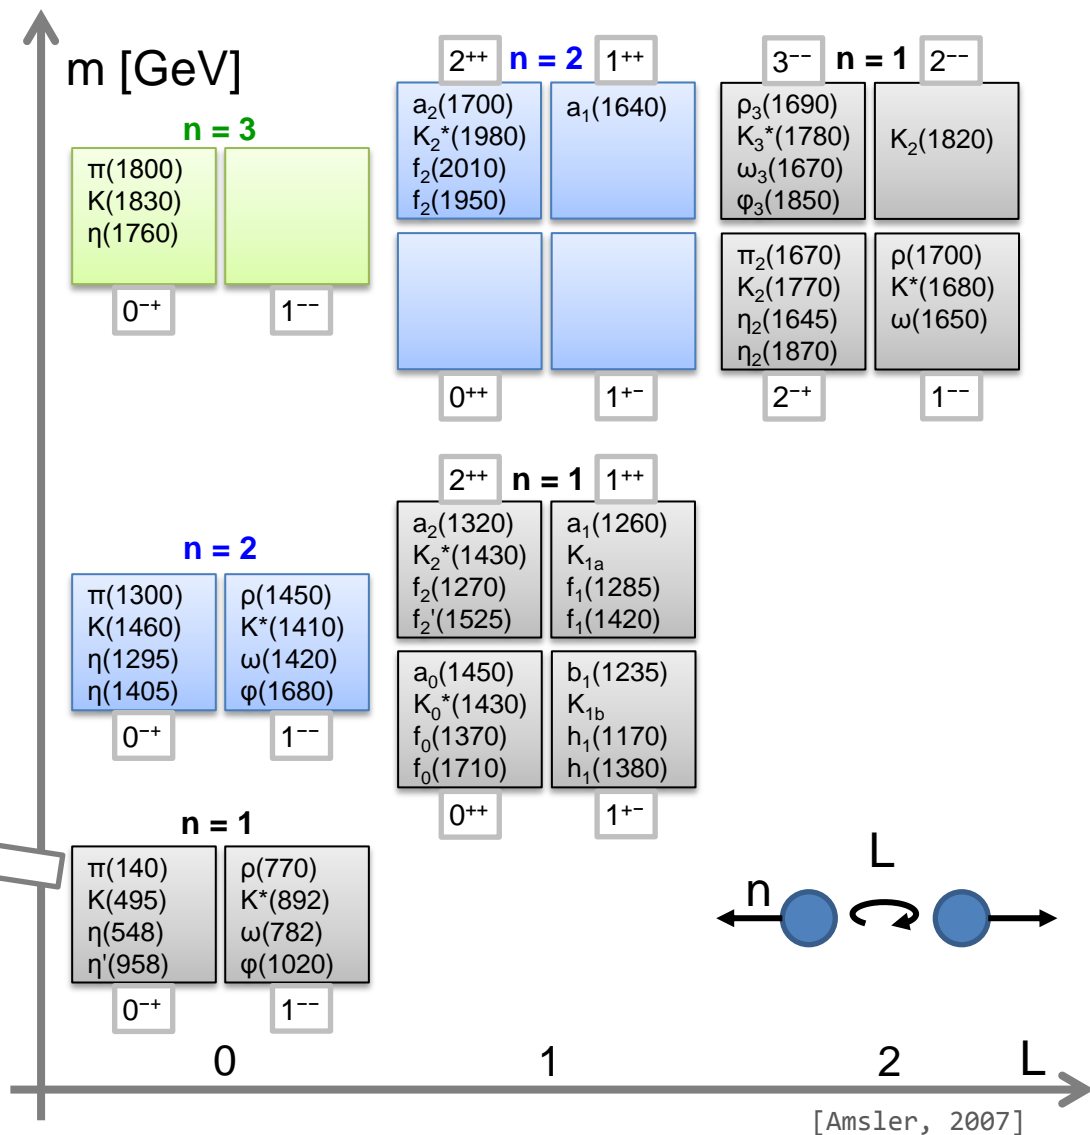 m [GeV]
n = 3
π(1800)
K(1830)
η(1760)
0⁻⁺
1⁻⁻
2⁺⁺ n = 2 1⁺⁺
a₂(1700)
K₂*(1980)
f₂(2010)
f₂(1950)
a₁(1640)
0⁺⁺
1⁺⁻
3⁻⁻ n = 1 2⁻⁻
ρ₃(1690)
K₃*(1780)
ω₃(1670)
φ₃(1850)
K₂(1820)
π₂(1670)
K₂(1770)
η₂(1645)
η₂(1870)
ρ(1700)
K*(1680)
ω(1650)
2⁻⁺
1⁻⁻
n = 2
π(1300)
K(1460)
η(1295)
η(1405)
ρ(1450)
K*(1410)
ω(1420)
φ(1680)
0⁻⁺
1⁻⁻
2⁺⁺ n = 1 1⁺⁺
a₂(1320)
K₂*(1430)
f₂(1270)
f₂'(1525)
a₁(1260)
K₁ₐ
f₁(1285)
f₁(1420)
a₀(1450)
K₀*(1430)
f₀(1370)
f₀(1710)
b₁(1235)
K₁b
h₁(1170)
h₁(1380)
0⁺⁺
1⁺⁻
n = 1
π(140)
K(495)
η(548)
η'(958)
ρ(770)
K*(892)
ω(782)
φ(1020)
0⁻⁺
1⁻⁻
L
n
0 1 2 L
[Amsler, 2007]